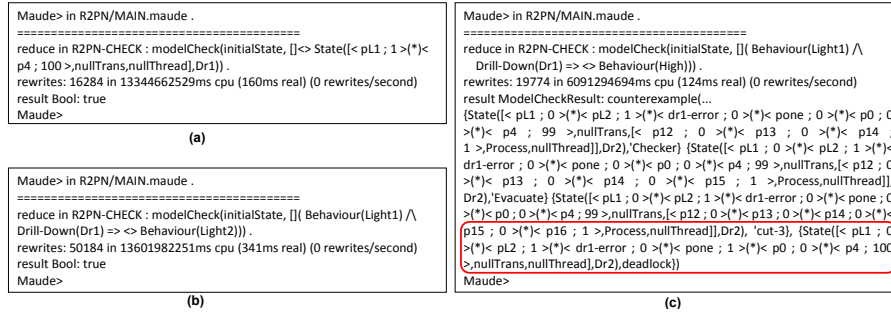 Maude> in R2PN/MAIN.maude .
==========================================
reduce in R2PN-CHECK : modelCheck(initialState, []<> State([< pL1 ; 1 >(*)<
p4 ; 100 >,nullTrans,nullThread],Dr1)) .
rewrites: 16284 in 13344662529ms cpu (160ms real) (0 rewrites/second)
result Bool: true
Maude>
(a)
Maude> in R2PN/MAIN.maude .
==========================================
reduce in R2PN-CHECK : modelCheck(initialState, []( Behaviour(Light1) /\
Drill-Down(Dr1) => <> Behaviour(Light2))) .
rewrites: 50184 in 13601982251ms cpu (341ms real) (0 rewrites/second)
result Bool: true
Maude>
(b)
Maude> in R2PN/MAIN.maude .
==========================================
reduce in R2PN-CHECK : modelCheck(initialState, []( Behaviour(Light1) /\
Drill-Down(Dr1) => <> Behaviour(High))) .
rewrites: 19774 in 6091294694ms cpu (124ms real) (0 rewrites/second)
result ModelCheckResult: counterexample(...
{State([< pL1 ; 0 >(*)< pL2 ; 1 >(*)< dr1-error ; 0 >(*)< pone ; 0 >(*)< p0 ; 0
>(*)< p4 ; 99 >,nullTrans,[< p12 ; 0 >(*)< p13 ; 0 >(*)< p14 ;
1 >,Process,nullThread]],Dr2),'Checker} {State([< pL1 ; 0 >(*)< pL2 ; 1 >(*)<
dr1-error ; 0 >(*)< pone ; 0 >(*)< p0 ; 0 >(*)< p4 ; 99 >,nullTrans,[< p12 ; 0
>(*)< p13 ; 0 >(*)< p14 ; 0 >(*)< p15 ; 1 >,Process,nullThread]],
Dr2),'Evacuate} {State([< pL1 ; 0 >(*)< pL2 ; 1 >(*)< dr1-error ; 0 >(*)< pone ; 0
>(*)< p0 ; 0 >(*)< p4 ; 99 >,nullTrans,[< p12 ; 0 >(*)< p13 ; 0 >(*)< p14 ; 0 >(*)<
p15 ; 0 >(*)< p16 ; 1 >,Process,nullThread]],Dr2), 'cut-3}, {State([< pL1 ; 0
>(*)< pL2 ; 1 >(*)< dr1-error ; 0 >(*)< pone ; 1 >(*)< p0 ; 0 >(*)< p4 ; 100
>,nullTrans,nullThread],Dr2),deadlock})
Maude>
(c)